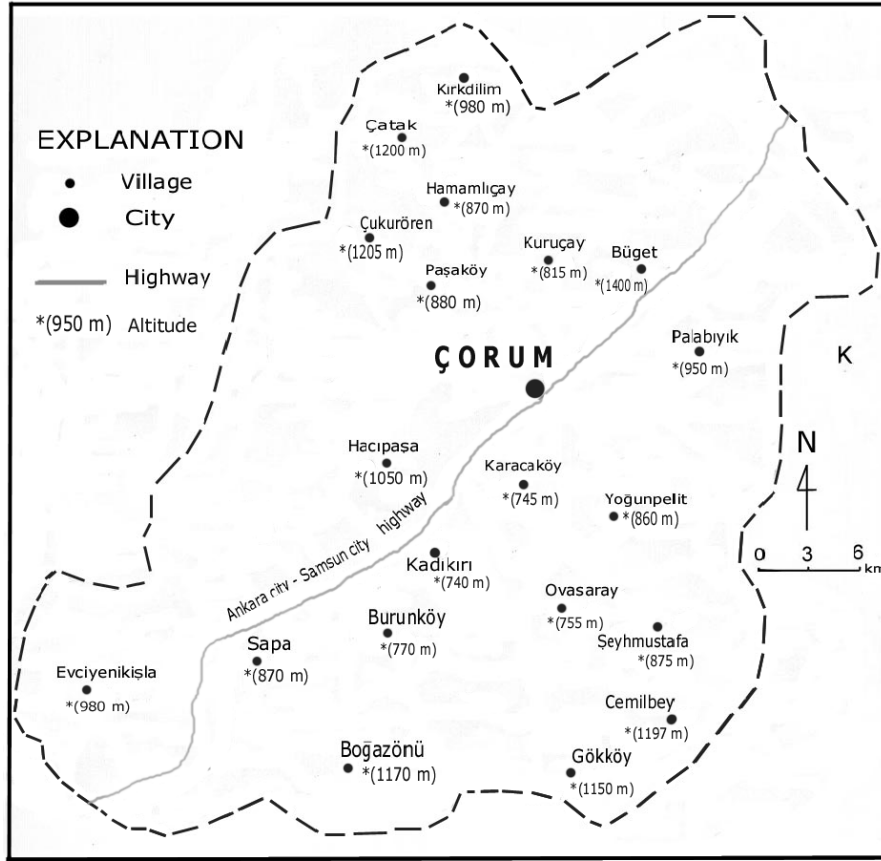 EXPLANATION
Village
City
Highway
*(950 m) Altitude
Kırkdilim
*(980 m)
Çatak
*(1200 m)
Hamamlıçay
*(870 m)
Çukurören
*(1205 m)
Kuruçay
*(815 m)
Büget
*(1400 m)
Paşaköy
*(880 m)
Palabıyık
*(950 m)
K
ÇORUM
Hacıpaşa
*(1050 m)
Karacaköy
*(745 m)
Yoğunpelit
*(860 m)
N
0 3 6
km
Ankara city - Samsun city highway
Kadıkırı
*(740 m)
Ovasaray
*(755 m)
Burunköy
*(770 m)
Şeyhmustafa
*(875 m)
Sapa
*(870 m)
Evciyenikışla
*(980 m)
Cemilbey
*(1197 m)
Boğazönü
*(1170 m)
Gökköy
*(1150 m)